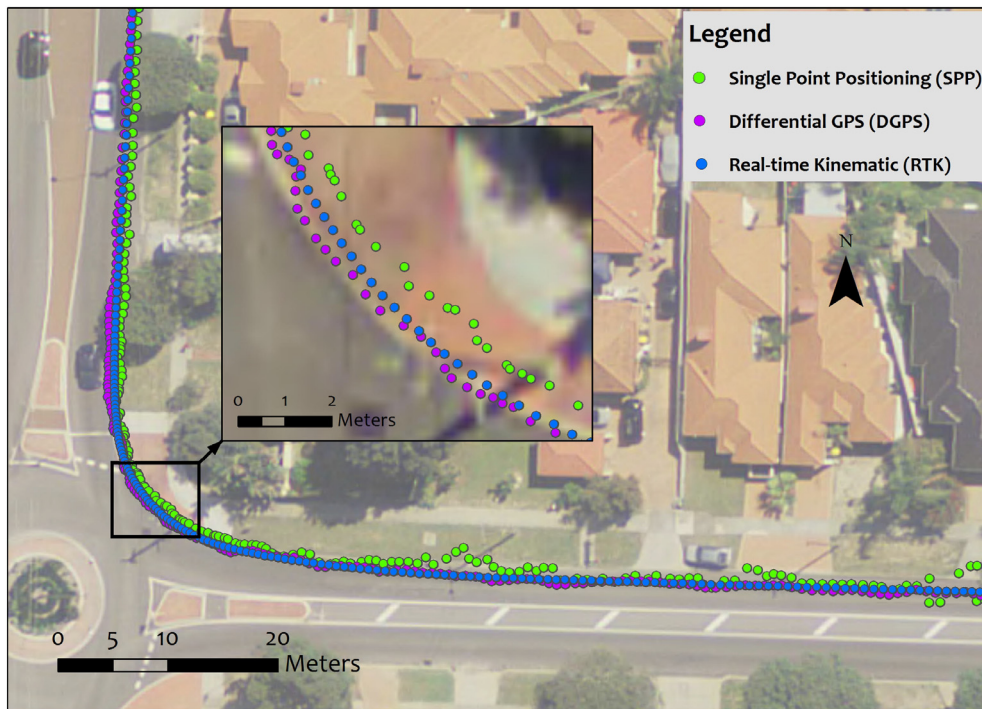 Legend
Single Point Positioning (SPP)
Differential GPS (DGPS)
Real-time Kinematic (RTK)
N
0 1 2
Meters
0 5 10 20
Meters